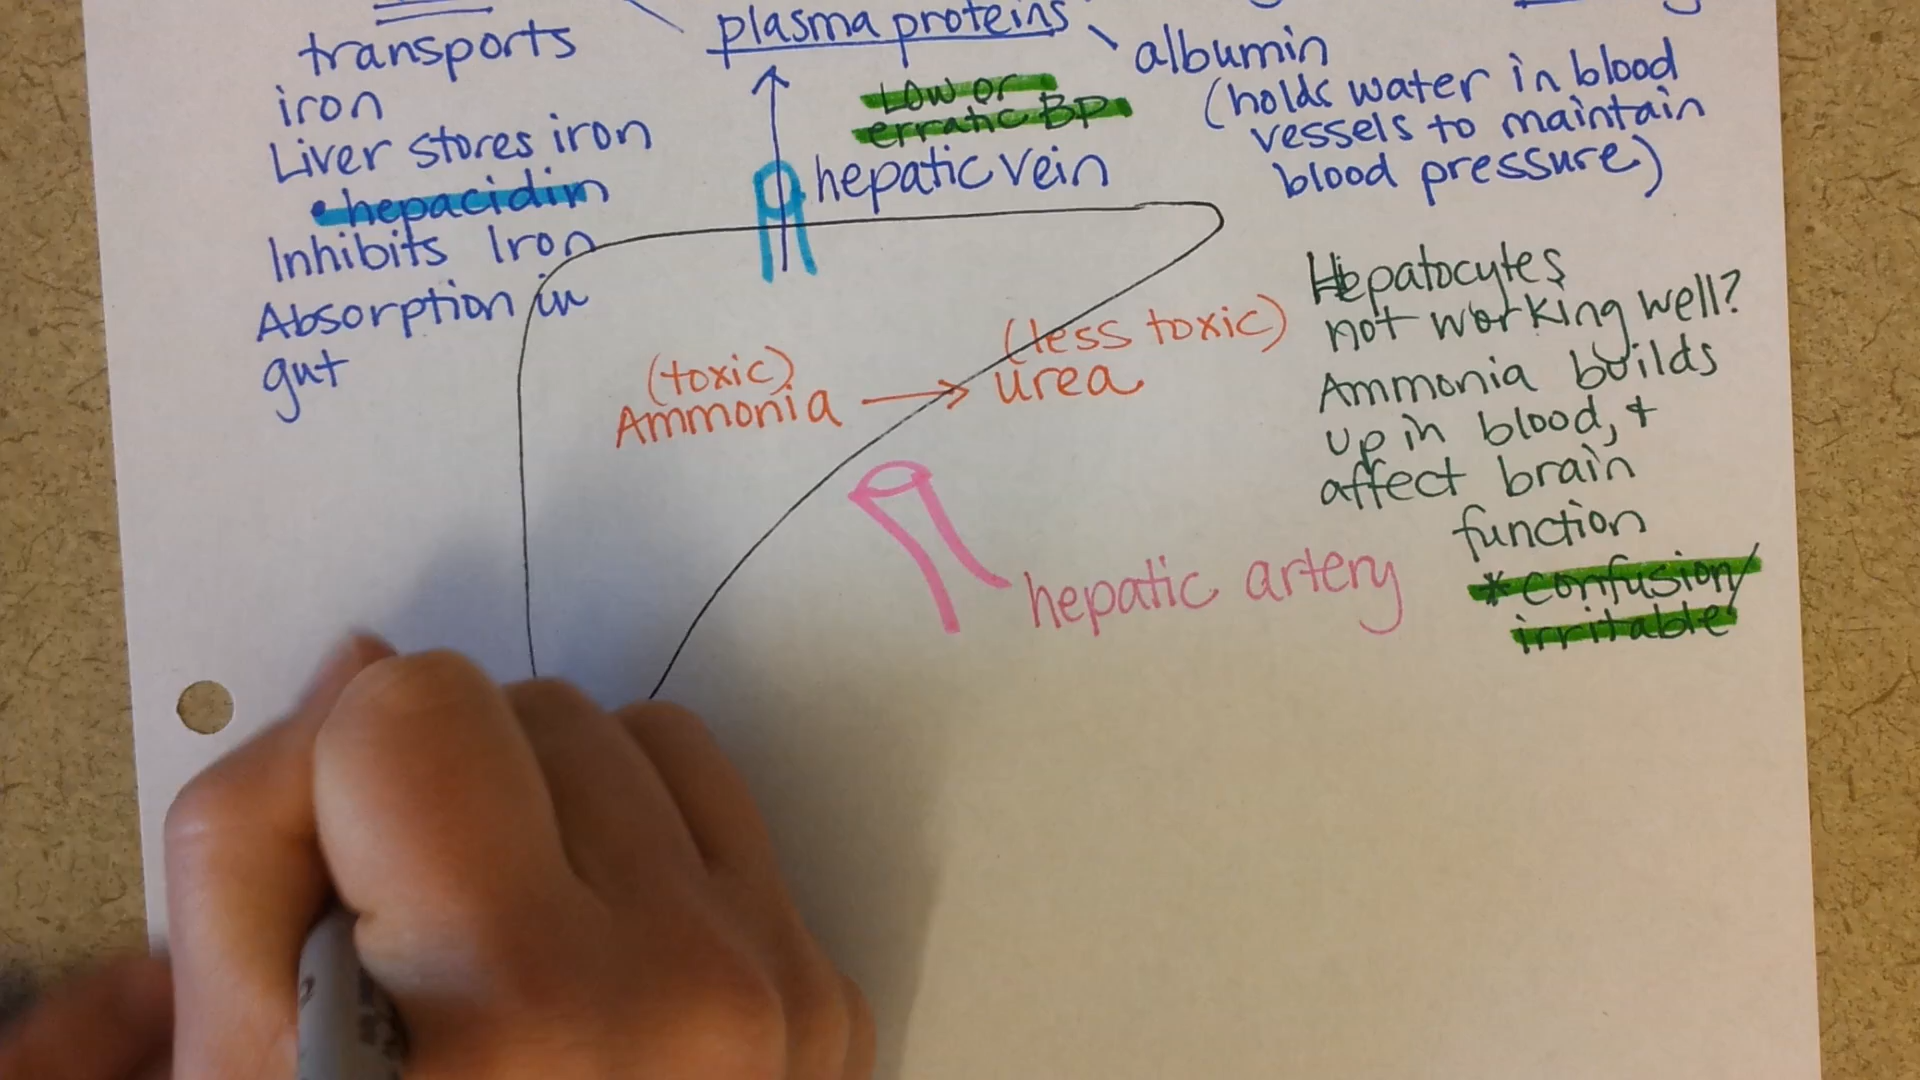 transports
iron
Liver stores iron
• hepacidin
Inhibits Iron
Absorption in
gut
plasma proteins
Low or
erratic BP
hepatic vein
albumin
(holds water in blood
vessels to maintain
blood pressure)
(toxic)
Ammonia
(less toxic)
urea
hepatic artery
Hepatocytes
not working well?
Ammonia builds
up in blood, +
affect brain
function
* confusion/
irritable